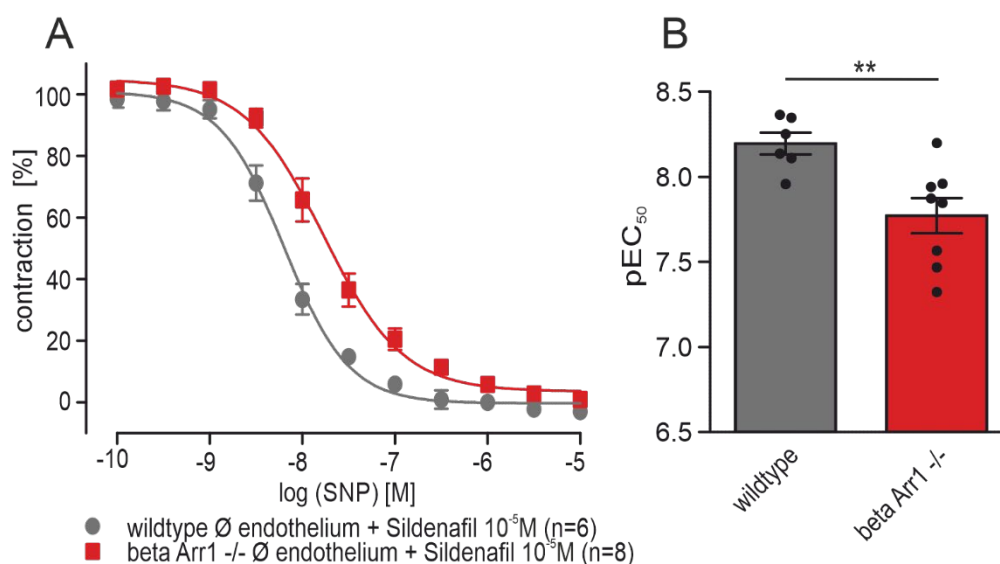 A
B
contraction [%]
100
80
60
40
20
0
-10 -9 -8 -7 -6 -5
log (SNP) [M]
wildtype Ø endothelium + Sildenafil 10⁻⁵M (n=6)
beta Arr1 -/- Ø endothelium + Sildenafil 10⁻⁵M (n=8)
**
pEC₅₀
8.5
8.0
7.5
7.0
6.5
wildtype
beta Arr1 -/-